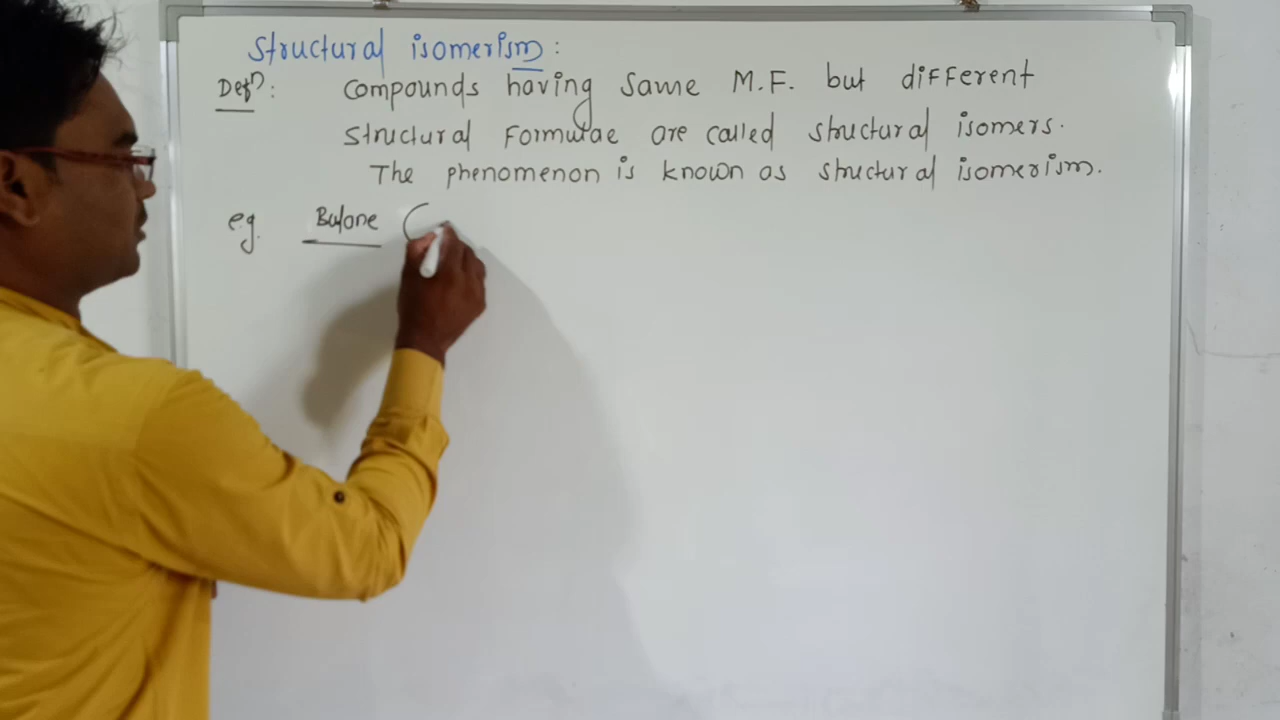 Structural isomerism :
Defⁿ : Compounds having same M.F. but different
structural Formulae are called structural isomers.
The phenomenon is known as structural isomerism.
e.g. Butane (